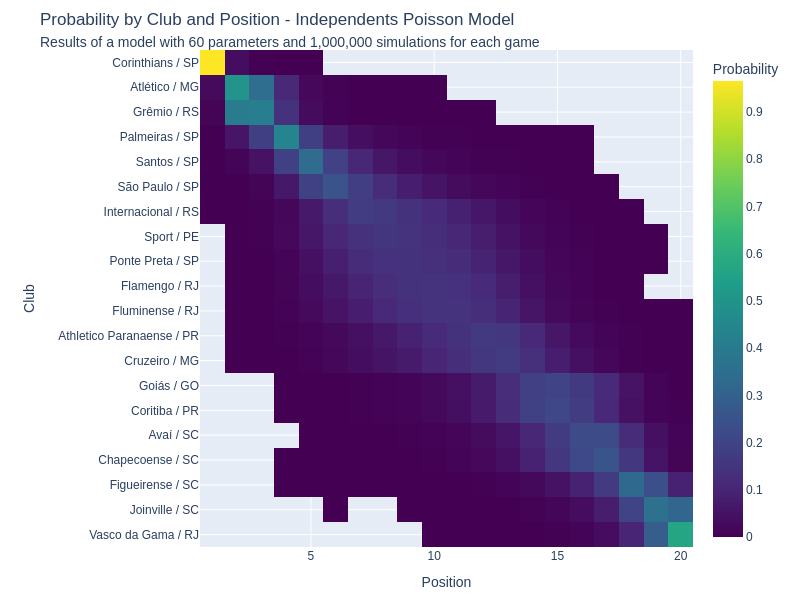 Probability by Club and Position - Independents Poisson Model
Results of a model with 60 parameters and 1,000,000 simulations for each game
Probability
Corinthians / SP
Atlético / MG
Grêmio / RS
Palmeiras / SP
Santos / SP
São Paulo / SP
Internacional / RS
Sport / PE
Ponte Preta / SP
Flamengo / RJ
Fluminense / RJ
Athletico Paranaense / PR
Cruzeiro / MG
Goiás / GO
Coritiba / PR
Avaí / SC
Chapecoense / SC
Figueirense / SC
Joinville / SC
Vasco da Gama / RJ
Club
5
10
15
20
Position
0.9
0.8
0.7
0.6
0.5
0.4
0.3
0.2
0.1
0